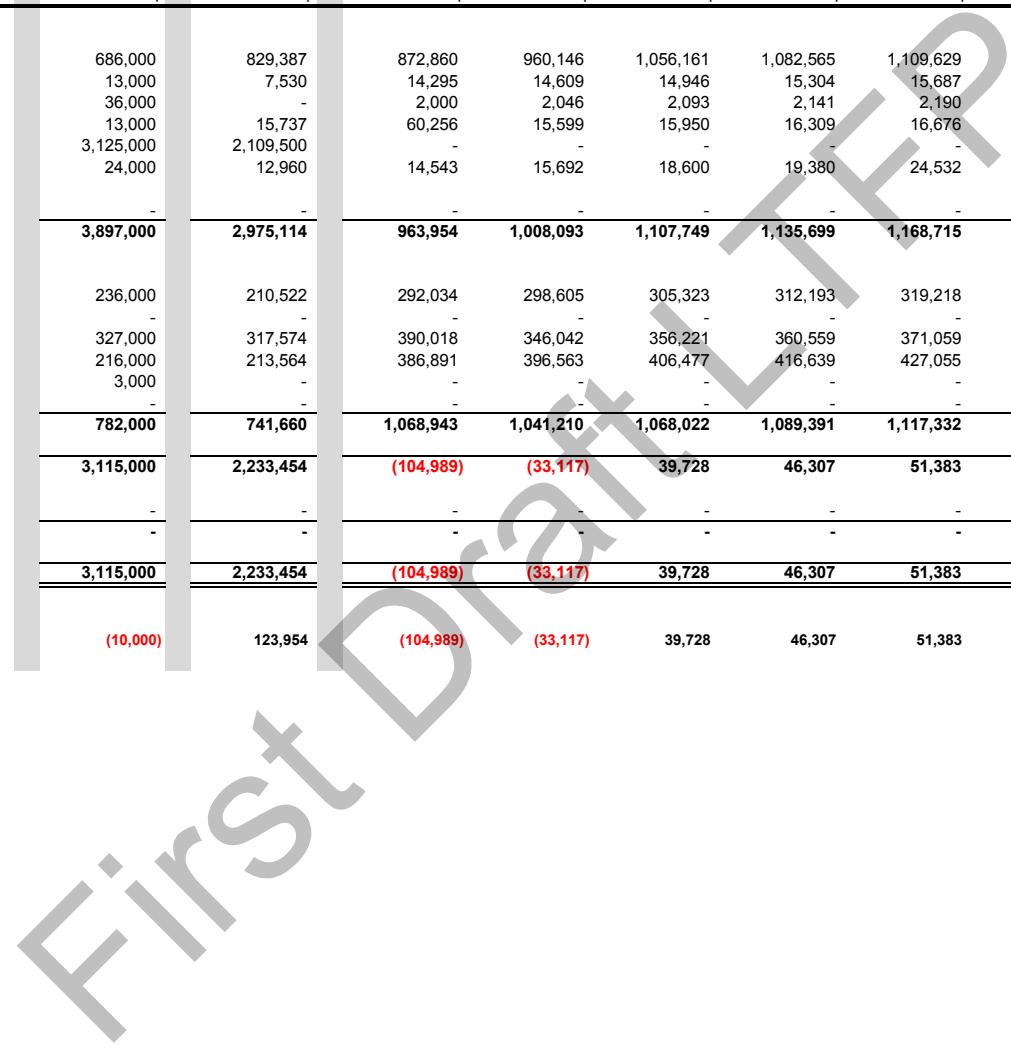 686,000 829,387 872,860 960,146 1,056,161 1,082,565 1,109,629
13,000 7,530 14,295 14,609 14,946 15,304 15,687
36,000 - 2,000 2,046 2,093 2,141 2,190
13,000 15,737 60,256 15,599 15,950 16,309 16,676
3,125,000 2,109,500 - - - - -
24,000 12,960 14,543 15,692 18,600 19,380 24,532
- - - - - - -
3,897,000 2,975,114 963,954 1,008,093 1,107,749 1,135,699 1,168,715
236,000 210,522 292,034 298,605 305,323 312,193 319,218
- - - - - - -
327,000 317,574 390,018 346,042 356,221 360,559 371,059
216,000 213,564 386,891 396,563 406,477 416,639 427,055
3,000 - - - - - -
- - - - - - -
782,000 741,660 1,068,943 1,041,210 1,068,022 1,089,391 1,117,332
3,115,000 2,233,454 (104,989) (33,117) 39,728 46,307 51,383
- - - - - - -
- - - - - - -
3,115,000 2,233,454 (104,989) (33,117) 39,728 46,307 51,383
(10,000) 123,954 (104,989) (33,117) 39,728 46,307 51,383
First Draft LTFP